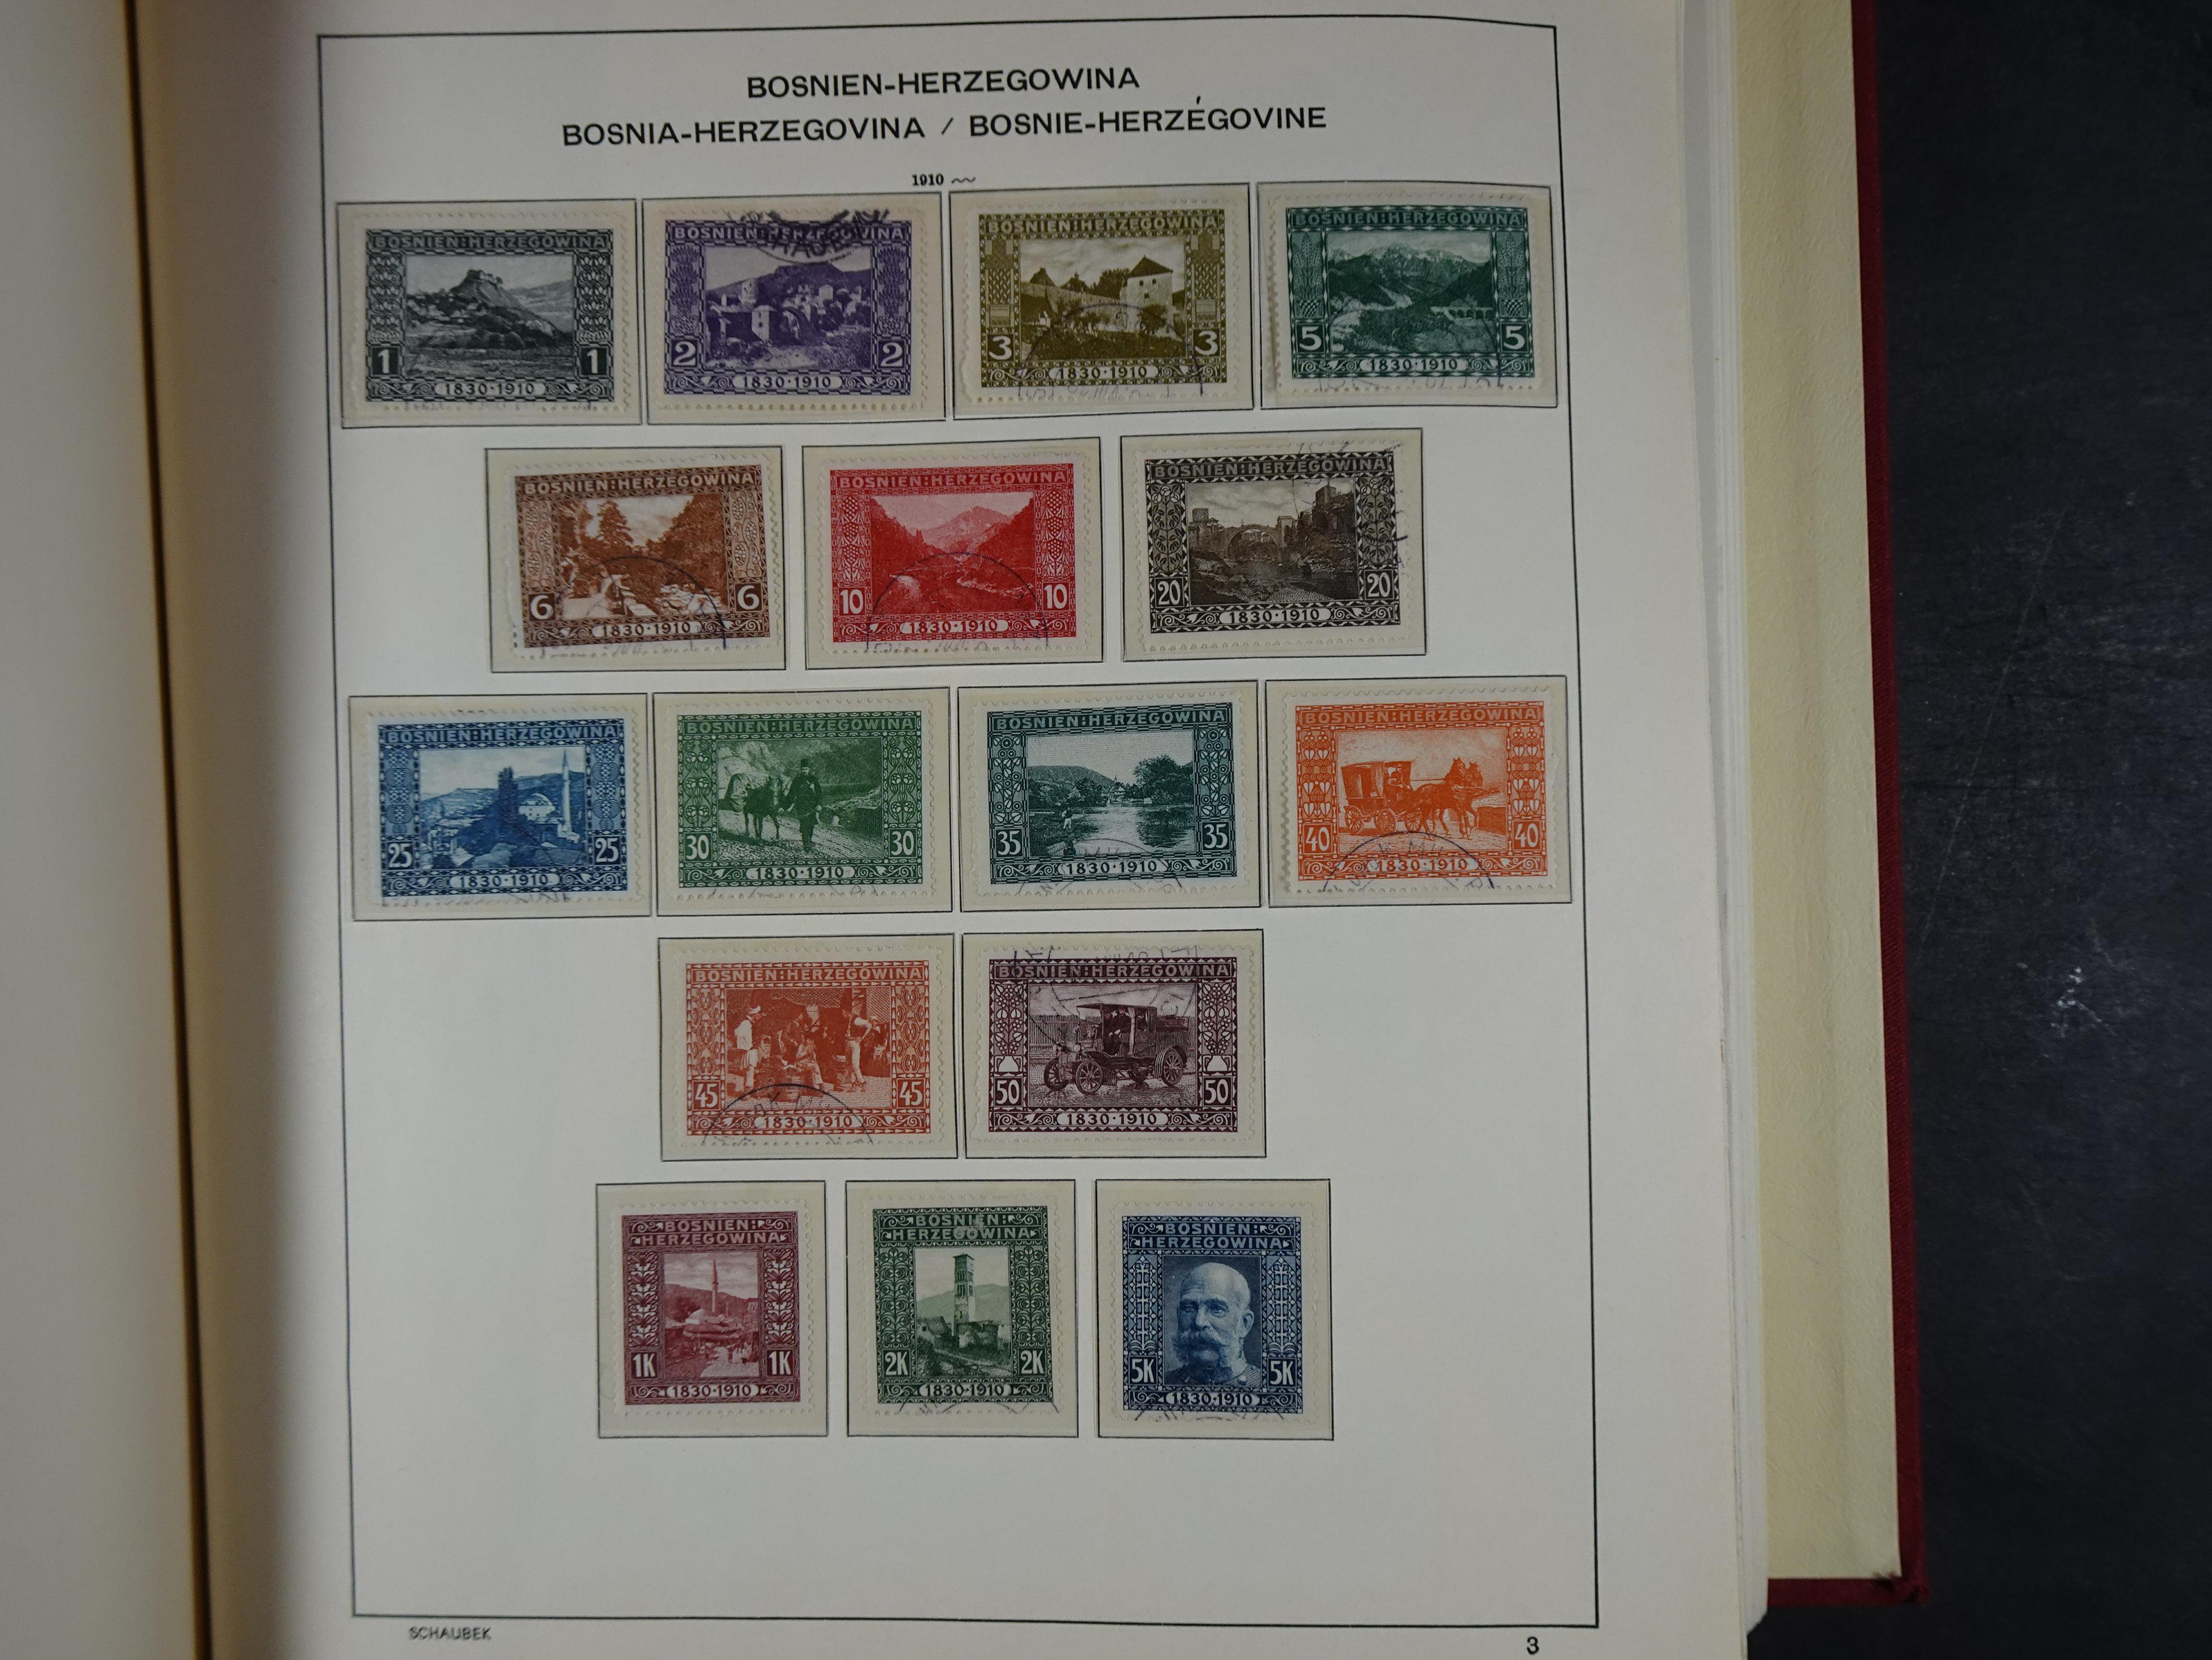 BOSNIEN-HERZEGOWINA
BOSNIA-HERZEGOVINA / BOSNIE-HERZÉGOVINE
1910
BOSNIEN:HERZEGOWINA
1 1
1830·1910
BOSNIEN:HERZEGOWINA
2 2
1830·1910
BOSNIEN:HERZEGOWINA
3 3
1830·1910
BOSNIEN:HERZEGOWINA
5 5
1830·1910
BOSNIEN:HERZEGOWINA
6 6
1830·1910
BOSNIEN:HERZEGOWINA
10 10
1830·1910
BOSNIEN:HERZEGOWINA
20 20
1830·1910
BOSNIEN:HERZEGOWINA
25 25
1830·1910
BOSNIEN:HERZEGOWINA
30 30
1830·1910
BOSNIEN:HERZEGOWINA
35 35
1830·1910
BOSNIEN:HERZEGOWINA
40 40
1830·1910
BOSNIEN:HERZEGOWINA
45 45
1830·1910
BOSNIEN:HERZEGOWINA
50 50
1830·1910
BOSNIEN:
HERZEGOWINA
1K 1K
1830·1910
BOSNIEN:
HERZEGOWINA
2K 2K
1830·1910
BOSNIEN:
HERZEGOWINA
5K 5K
1830·1910
SCHAUBEK
3